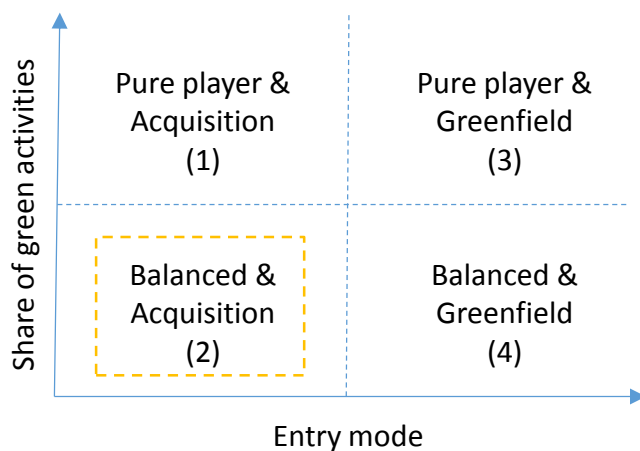 Share of green activities
Pure player &
Acquisition
(1)
Pure player &
Greenfield
(3)
Balanced &
Acquisition
(2)
Balanced &
Greenfield
(4)
Entry mode